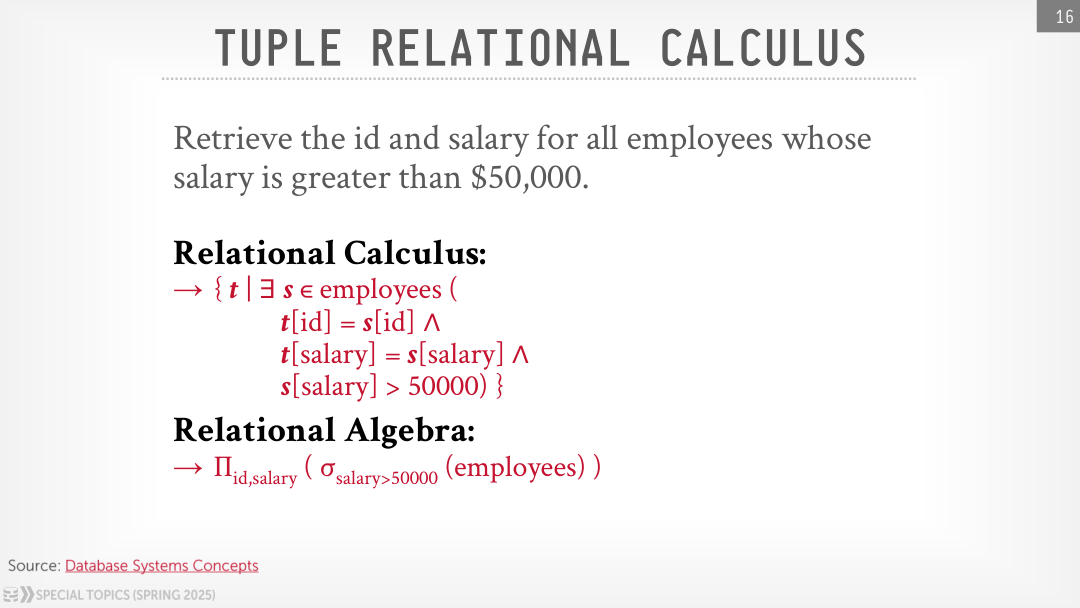 16
TUPLE RELATIONAL CALCULUS
Retrieve the id and salary for all employees whose
salary is greater than $50,000.
Relational Calculus:
→ { t | ∃ s ∊ employees (
t[id] = s[id] ∧
t[salary] = s[salary] ∧
s[salary] > 50000) }
Relational Algebra:
→ Π id,salary ( σ salary>50000 (employees) )
Source: Database Systems Concepts
SPECIAL TOPICS (SPRING 2025)